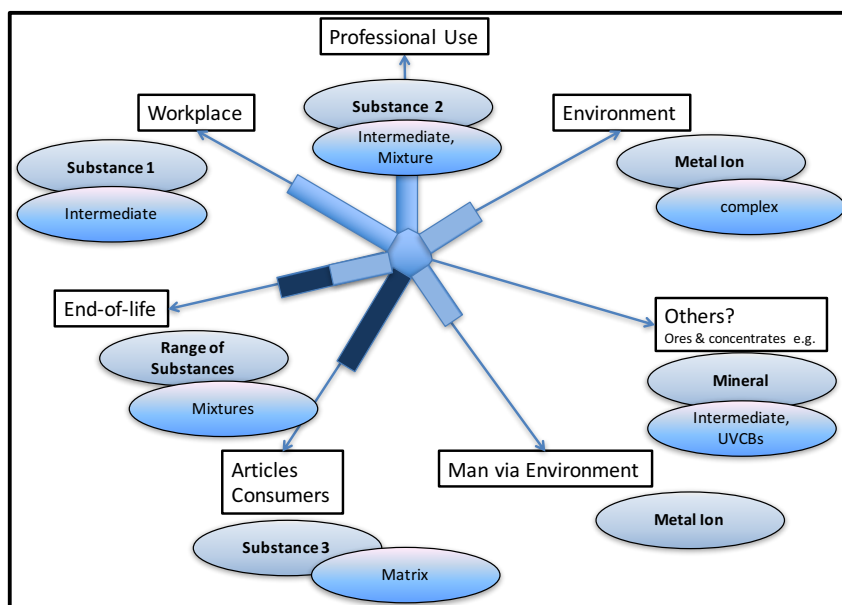 Professional Use
Workplace
Substance 2
Environment
Intermediate,
Mixture
Substance 1
Intermediate
Metal Ion
complex
End-of-life
Others?
Ores & concentrates e.g.
Range of
Substances
Mixtures
Mineral
Intermediate,
UVCBs
Articles
Consumers
Man via Environment
Substance 3
Matrix
Metal Ion